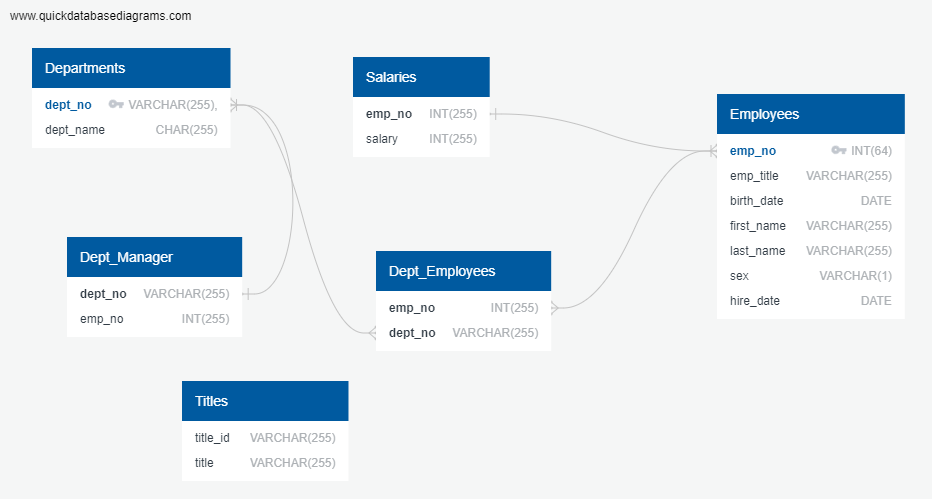 www.quickdatabasediagrams.com
Departments
dept_no VARCHAR(255),
dept_name CHAR(255)
Salaries
emp_no INT(255)
salary INT(255)
Employees
emp_no INT(64)
emp_title VARCHAR(255)
birth_date DATE
first_name VARCHAR(255)
last_name VARCHAR(255)
sex VARCHAR(1)
hire_date DATE
Dept_Manager
dept_no VARCHAR(255)
emp_no INT(255)
Dept_Employees
emp_no INT(255)
dept_no VARCHAR(255)
Titles
title_id VARCHAR(255)
title VARCHAR(255)